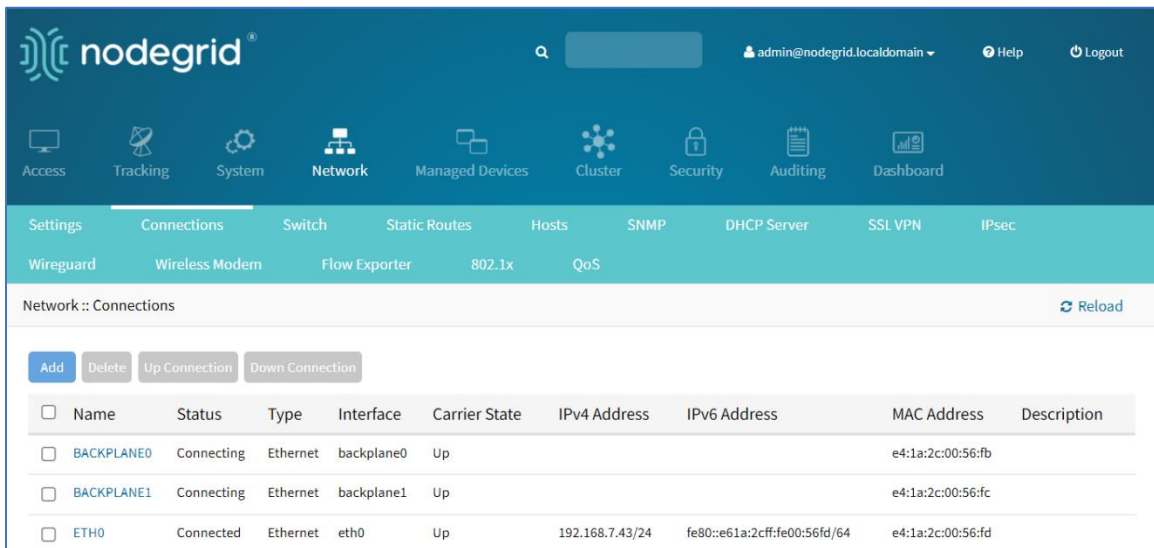 nodegrid®
admin@nodegrid.localdomain Help Logout
Access Tracking System Network Managed Devices Cluster Security Auditing Dashboard
Settings Connections Switch Static Routes Hosts SNMP DHCP Server SSL VPN IPsec
Wireguard Wireless Modem Flow Exporter 802.1x QoS
Network :: Connections Reload
Add Delete Up Connection Down Connection
Name Status Type Interface Carrier State IPv4 Address IPv6 Address MAC Address Description
BACKPLANE0 Connecting Ethernet backplane0 Up e4:1a:2c:00:56:fb
BACKPLANE1 Connecting Ethernet backplane1 Up e4:1a:2c:00:56:fc
ETH0 Connected Ethernet eth0 Up 192.168.7.43/24 fe80::e61a:2cff:fe00:56fd/64 e4:1a:2c:00:56:fd